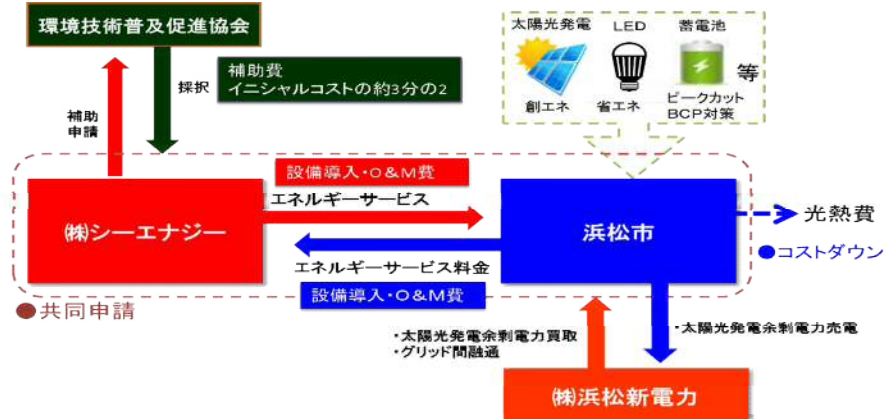 環境技術普及促進協会
補助
申請
採択
補助費
イニシャルコストの約3分の2
太陽光発電
LED
蓄電池
等
創エネ
省エネ
ピークカット
BCP対策
設備導入・O&M費
エネルギーサービス
㈱シーエナジー
浜松市
光熱費
●コストダウン
エネルギーサービス料金
設備導入・O&M費
●共同申請
・太陽光発電余剰電力買取
・グリッド間融通
・太陽光発電余剰電力売電
㈱浜松新電力